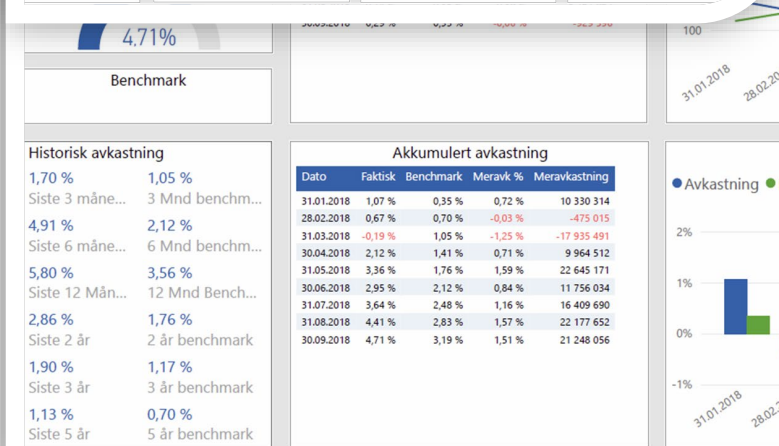 4.71%
Benchmark
100
31.01.2018
Historisk avkastning
1,70 % 1,05 %
Siste 3 måne... 3 Mnd benchm...
4,91 % 2,12 %
Siste 6 måne... 6 Mnd benchm...
5,80 % 3,56 %
Siste 12 Mån... 12 Mnd Bench...
2,86 % 1,76 %
Siste 2 år 2 år benchmark
1,90 % 1,17 %
Siste 3 år 3 år benchmark
1,13 % 0,70 %
Siste 5 år 5 år benchmark
Akkumulert avkastning
Dato Faktisk Benchmark Meravk % Meravkastning
31.01.2018 1,07 % 0,35 % 0,72 % 10 330 314
28.02.2018 0,67 % 0,70 % -0,03 % -475 015
31.03.2018 -0,19 % 1,05 % -1,25 % -17 935 491
30.04.2018 2,12 % 1,41 % 0,71 % 9 964 512
31.05.2018 3,36 % 1,76 % 1,59 % 22 645 171
30.06.2018 2,95 % 2,12 % 0,84 % 11 756 034
31.07.2018 3,64 % 2,48 % 1,16 % 16 409 690
31.08.2018 4,41 % 2,83 % 1,57 % 22 177 652
30.09.2018 4,71 % 3,19 % 1,51 % 21 248 056
Avkastning
2%
1%
0%
-1%
31.01.2018